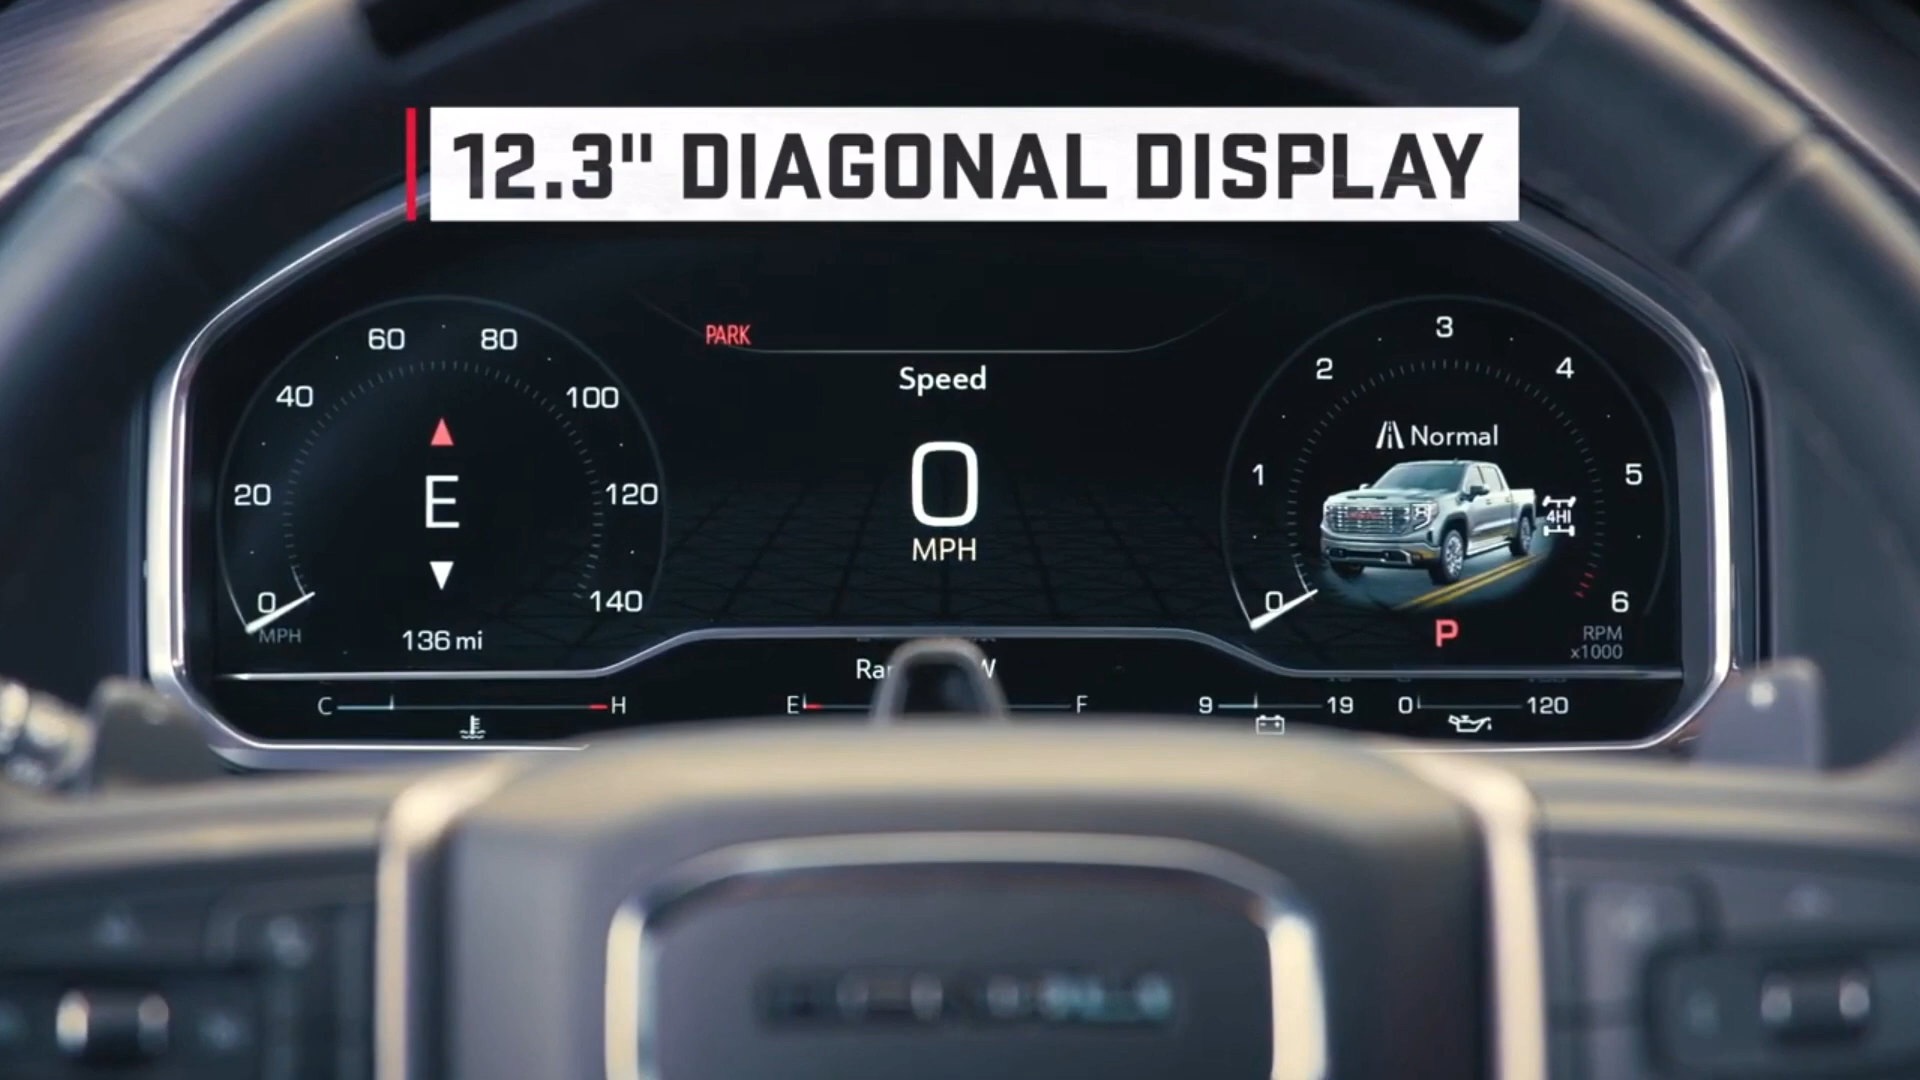 12.3" DIAGONAL DISPLAY
PARK
Speed
0
MPH
0 20 40 60 80 100 120 140
MPH
E
136 mi
0 1 2 3 4 5 6
RPM
x1000
Normal
4HI
P
C H
E F
9 19
0 120